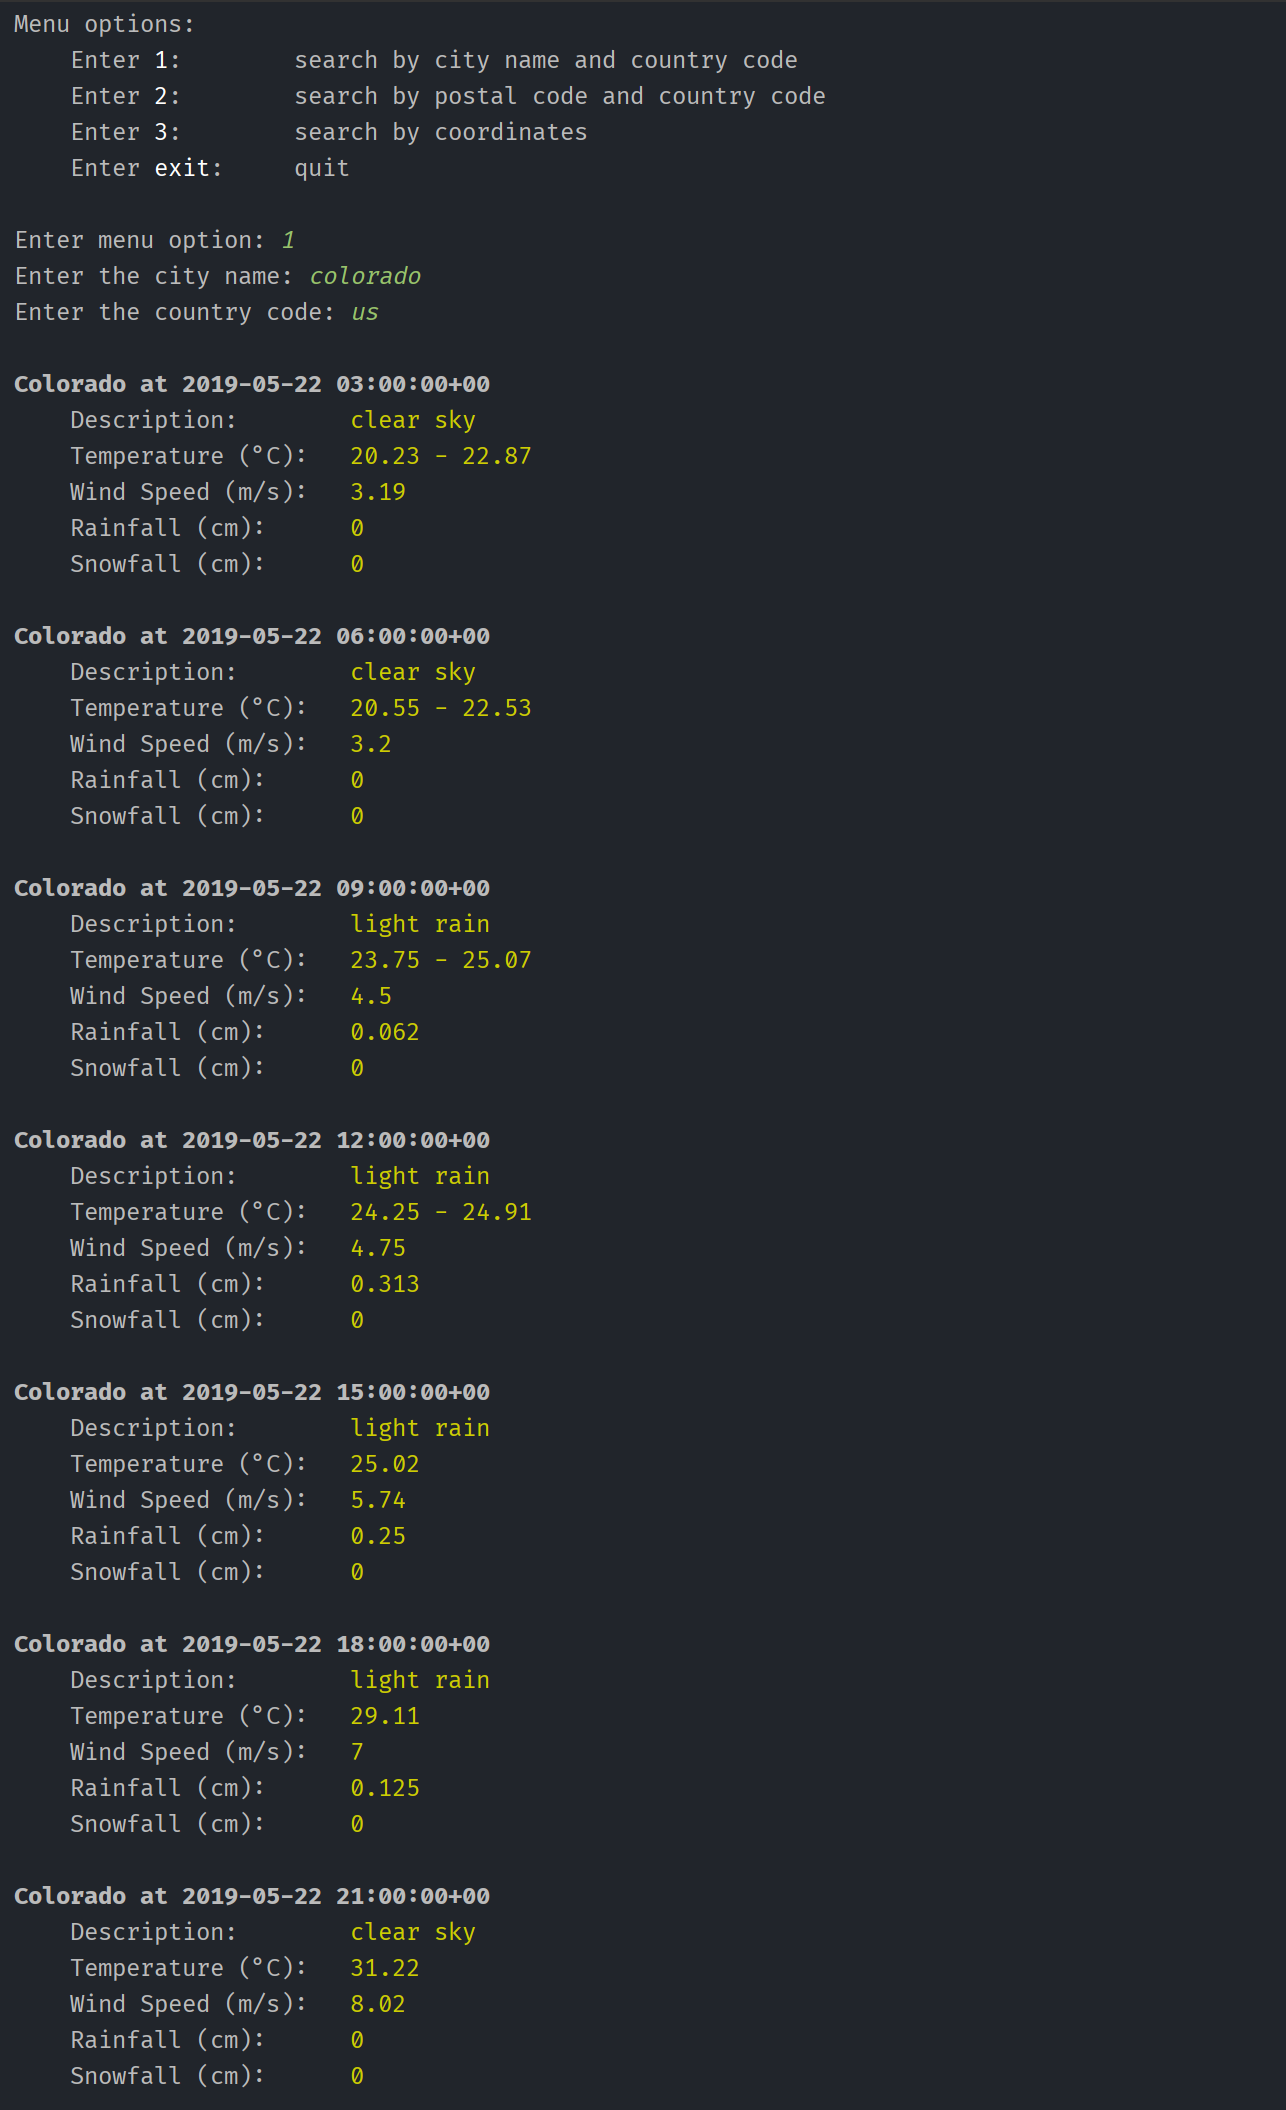 Menu options:
    Enter 1:        search by city name and country code
    Enter 2:        search by postal code and country code
    Enter 3:        search by coordinates
    Enter exit:     quit

Enter menu option: 1
Enter the city name: colorado
Enter the country code: us

Colorado at 2019-05-22 03:00:00+00
    Description:        clear sky
    Temperature (°C):   20.23 - 22.87
    Wind Speed (m/s):   3.19
    Rainfall (cm):      0
    Snowfall (cm):      0

Colorado at 2019-05-22 06:00:00+00
    Description:        clear sky
    Temperature (°C):   20.55 - 22.53
    Wind Speed (m/s):   3.2
    Rainfall (cm):      0
    Snowfall (cm):      0

Colorado at 2019-05-22 09:00:00+00
    Description:        light rain
    Temperature (°C):   23.75 - 25.07
    Wind Speed (m/s):   4.5
    Rainfall (cm):      0.062
    Snowfall (cm):      0

Colorado at 2019-05-22 12:00:00+00
    Description:        light rain
    Temperature (°C):   24.25 - 24.91
    Wind Speed (m/s):   4.75
    Rainfall (cm):      0.313
    Snowfall (cm):      0

Colorado at 2019-05-22 15:00:00+00
    Description:        light rain
    Temperature (°C):   25.02
    Wind Speed (m/s):   5.74
    Rainfall (cm):      0.25
    Snowfall (cm):      0

Colorado at 2019-05-22 18:00:00+00
    Description:        light rain
    Temperature (°C):   29.11
    Wind Speed (m/s):   7
    Rainfall (cm):      0.125
    Snowfall (cm):      0

Colorado at 2019-05-22 21:00:00+00
    Description:        clear sky
    Temperature (°C):   31.22
    Wind Speed (m/s):   8.02
    Rainfall (cm):      0
    Snowfall (cm):      0